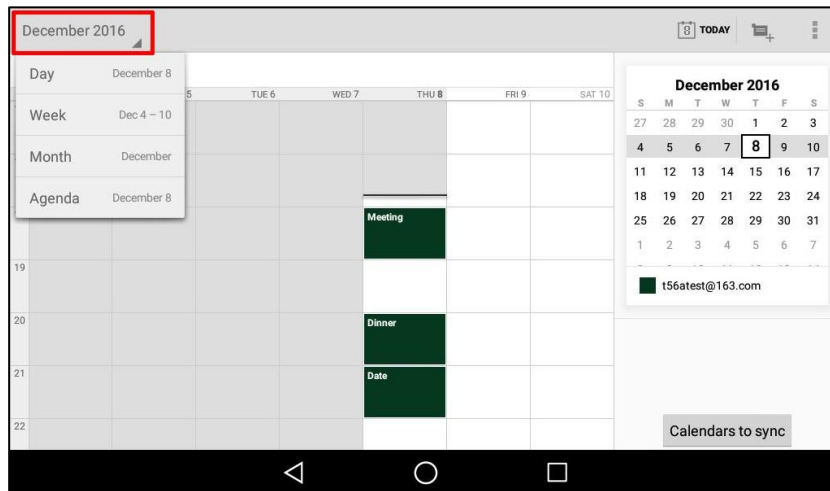 December 2016
8 TODAY
Day December 8
Week Dec 4 – 10
Month December
Agenda December 8
5 TUE 6 WED 7 THU 8 FRI 9 SAT 10
Meeting
19
20
Dinner
21
Date
22
December 2016
S M T W T F S
27 28 29 30 1 2 3
4 5 6 7 8 9 10
11 12 13 14 15 16 17
18 19 20 21 22 23 24
25 26 27 28 29 30 31
1 2 3 4 5 6 7
t56atest@163.com
Calendars to sync